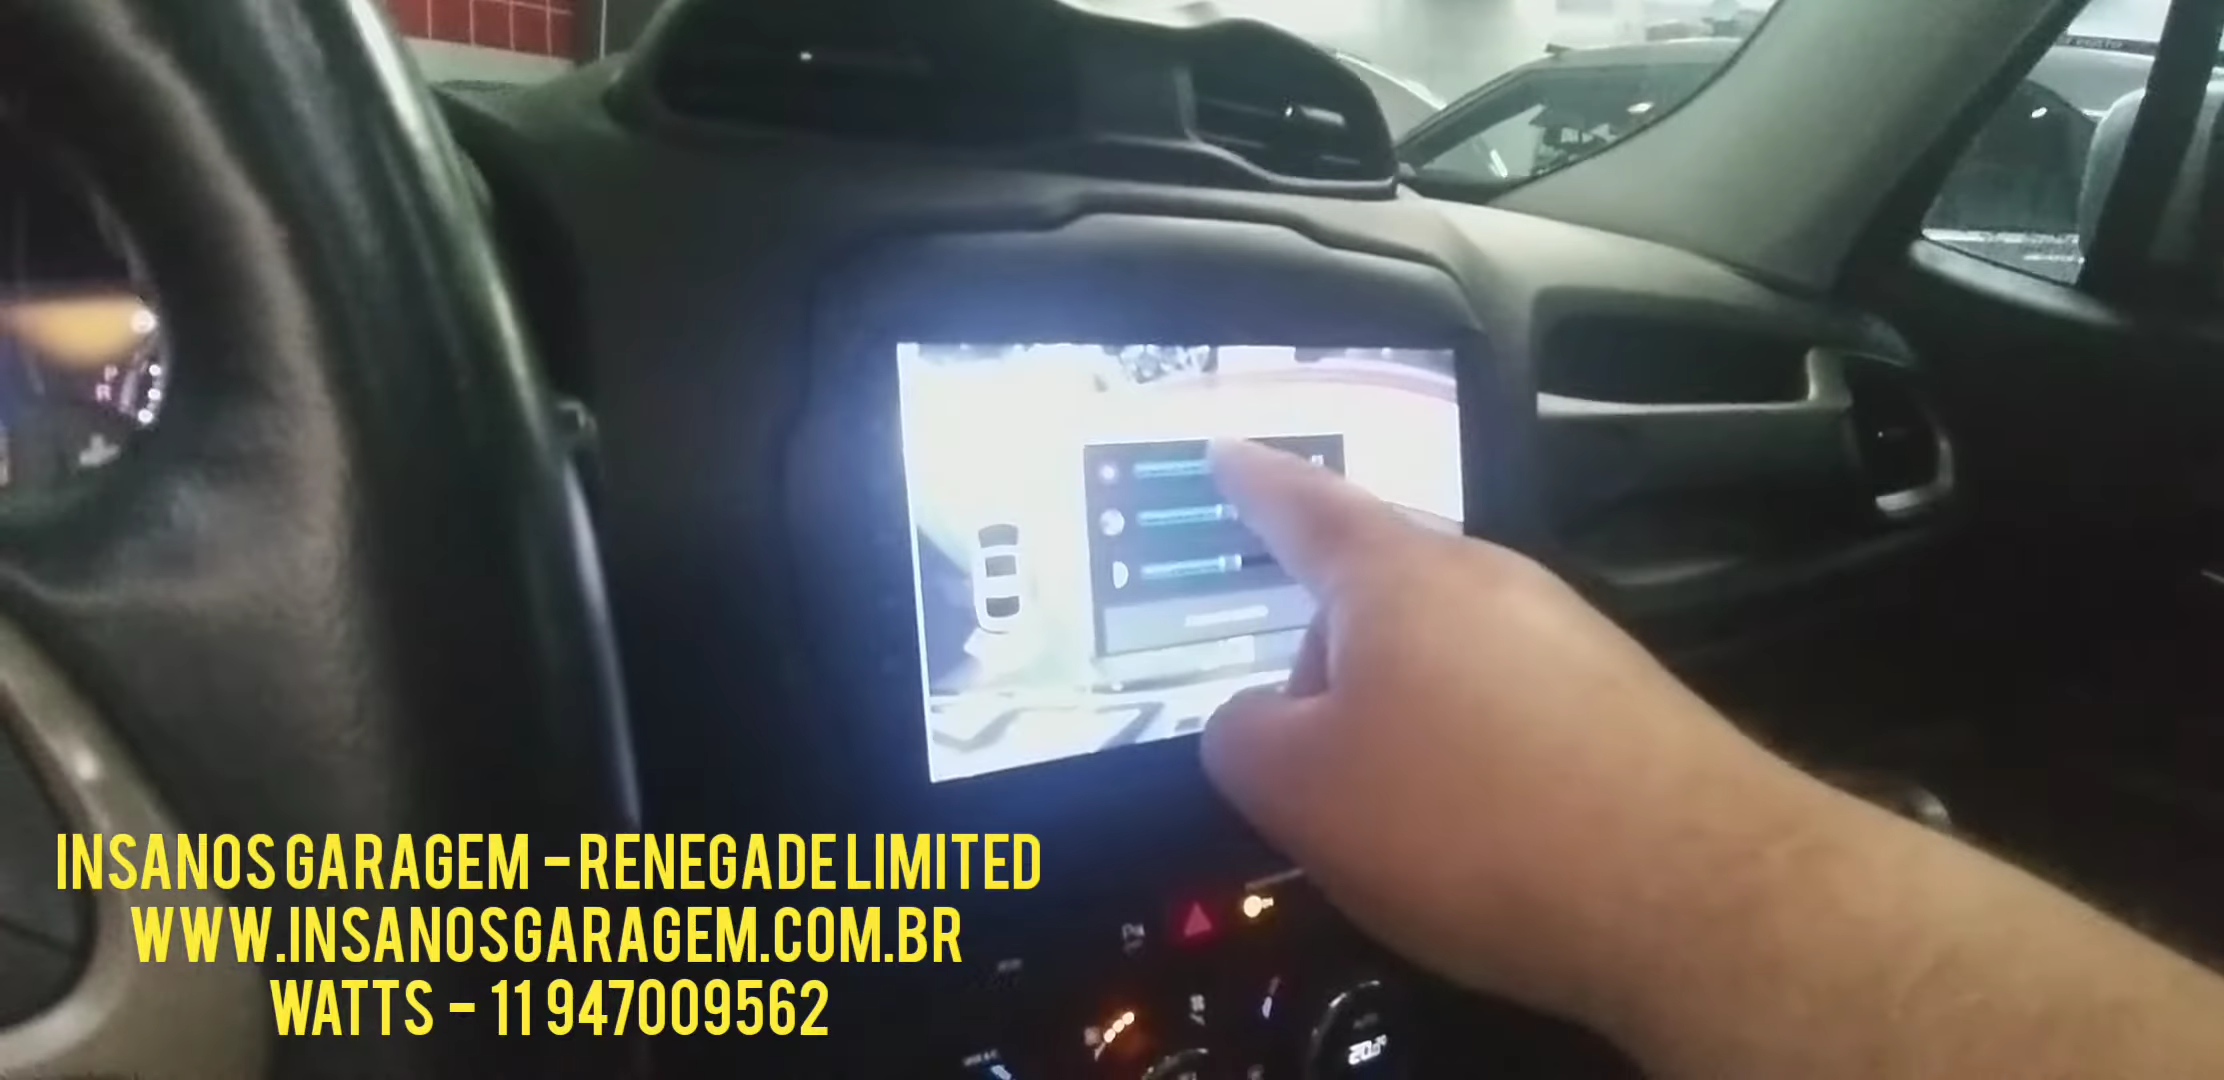 INSANOS GARAGEM - RENEGADE LIMITED
WWW.INSANOSGARAGEM.COM.BR
WATTS - 11 947009562
P
R